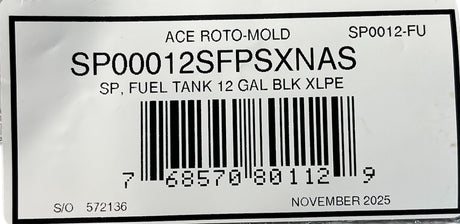 ACE ROTO-MOLD SP0012-FU
SP00012SFPSXNAS
SP, FUEL TANK 12 GAL BLK XLPE
7 68570 80112 9
S/O 572136 NOVEMBER 2025